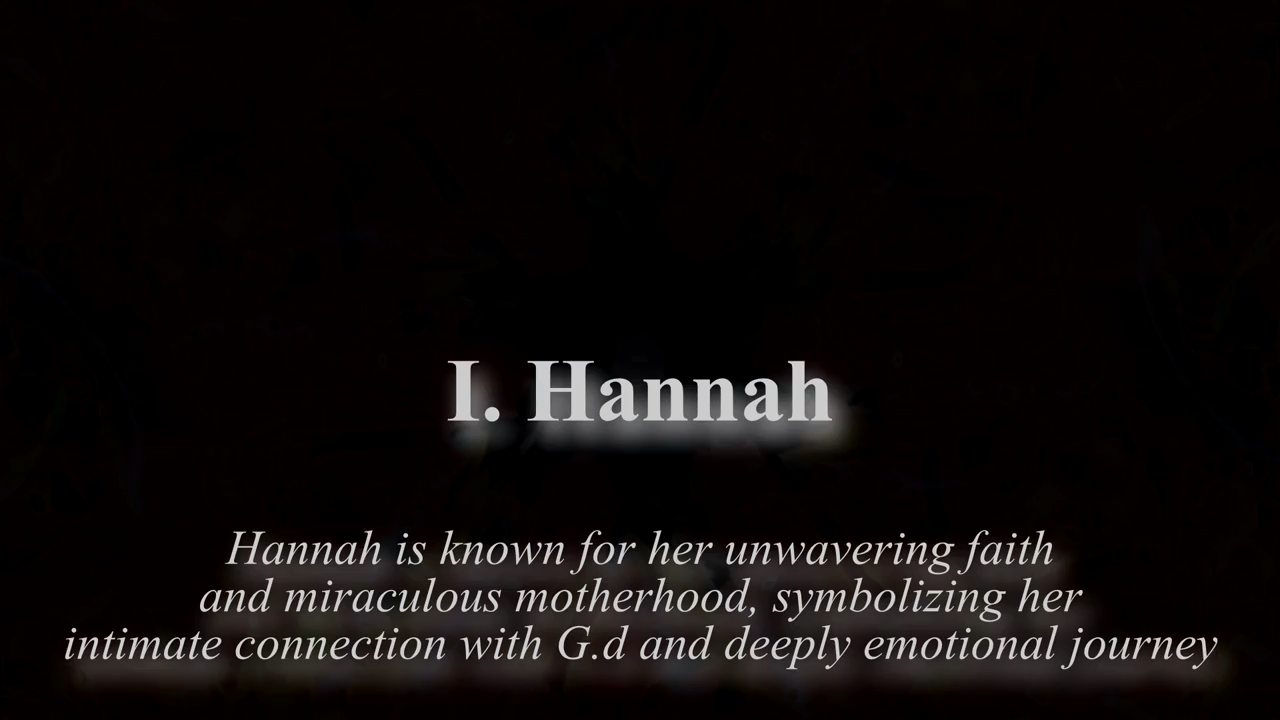 I. Hannah
Hannah is known for her unwavering faith
and miraculous motherhood, symbolizing her
intimate connection with G.d and deeply emotional journey